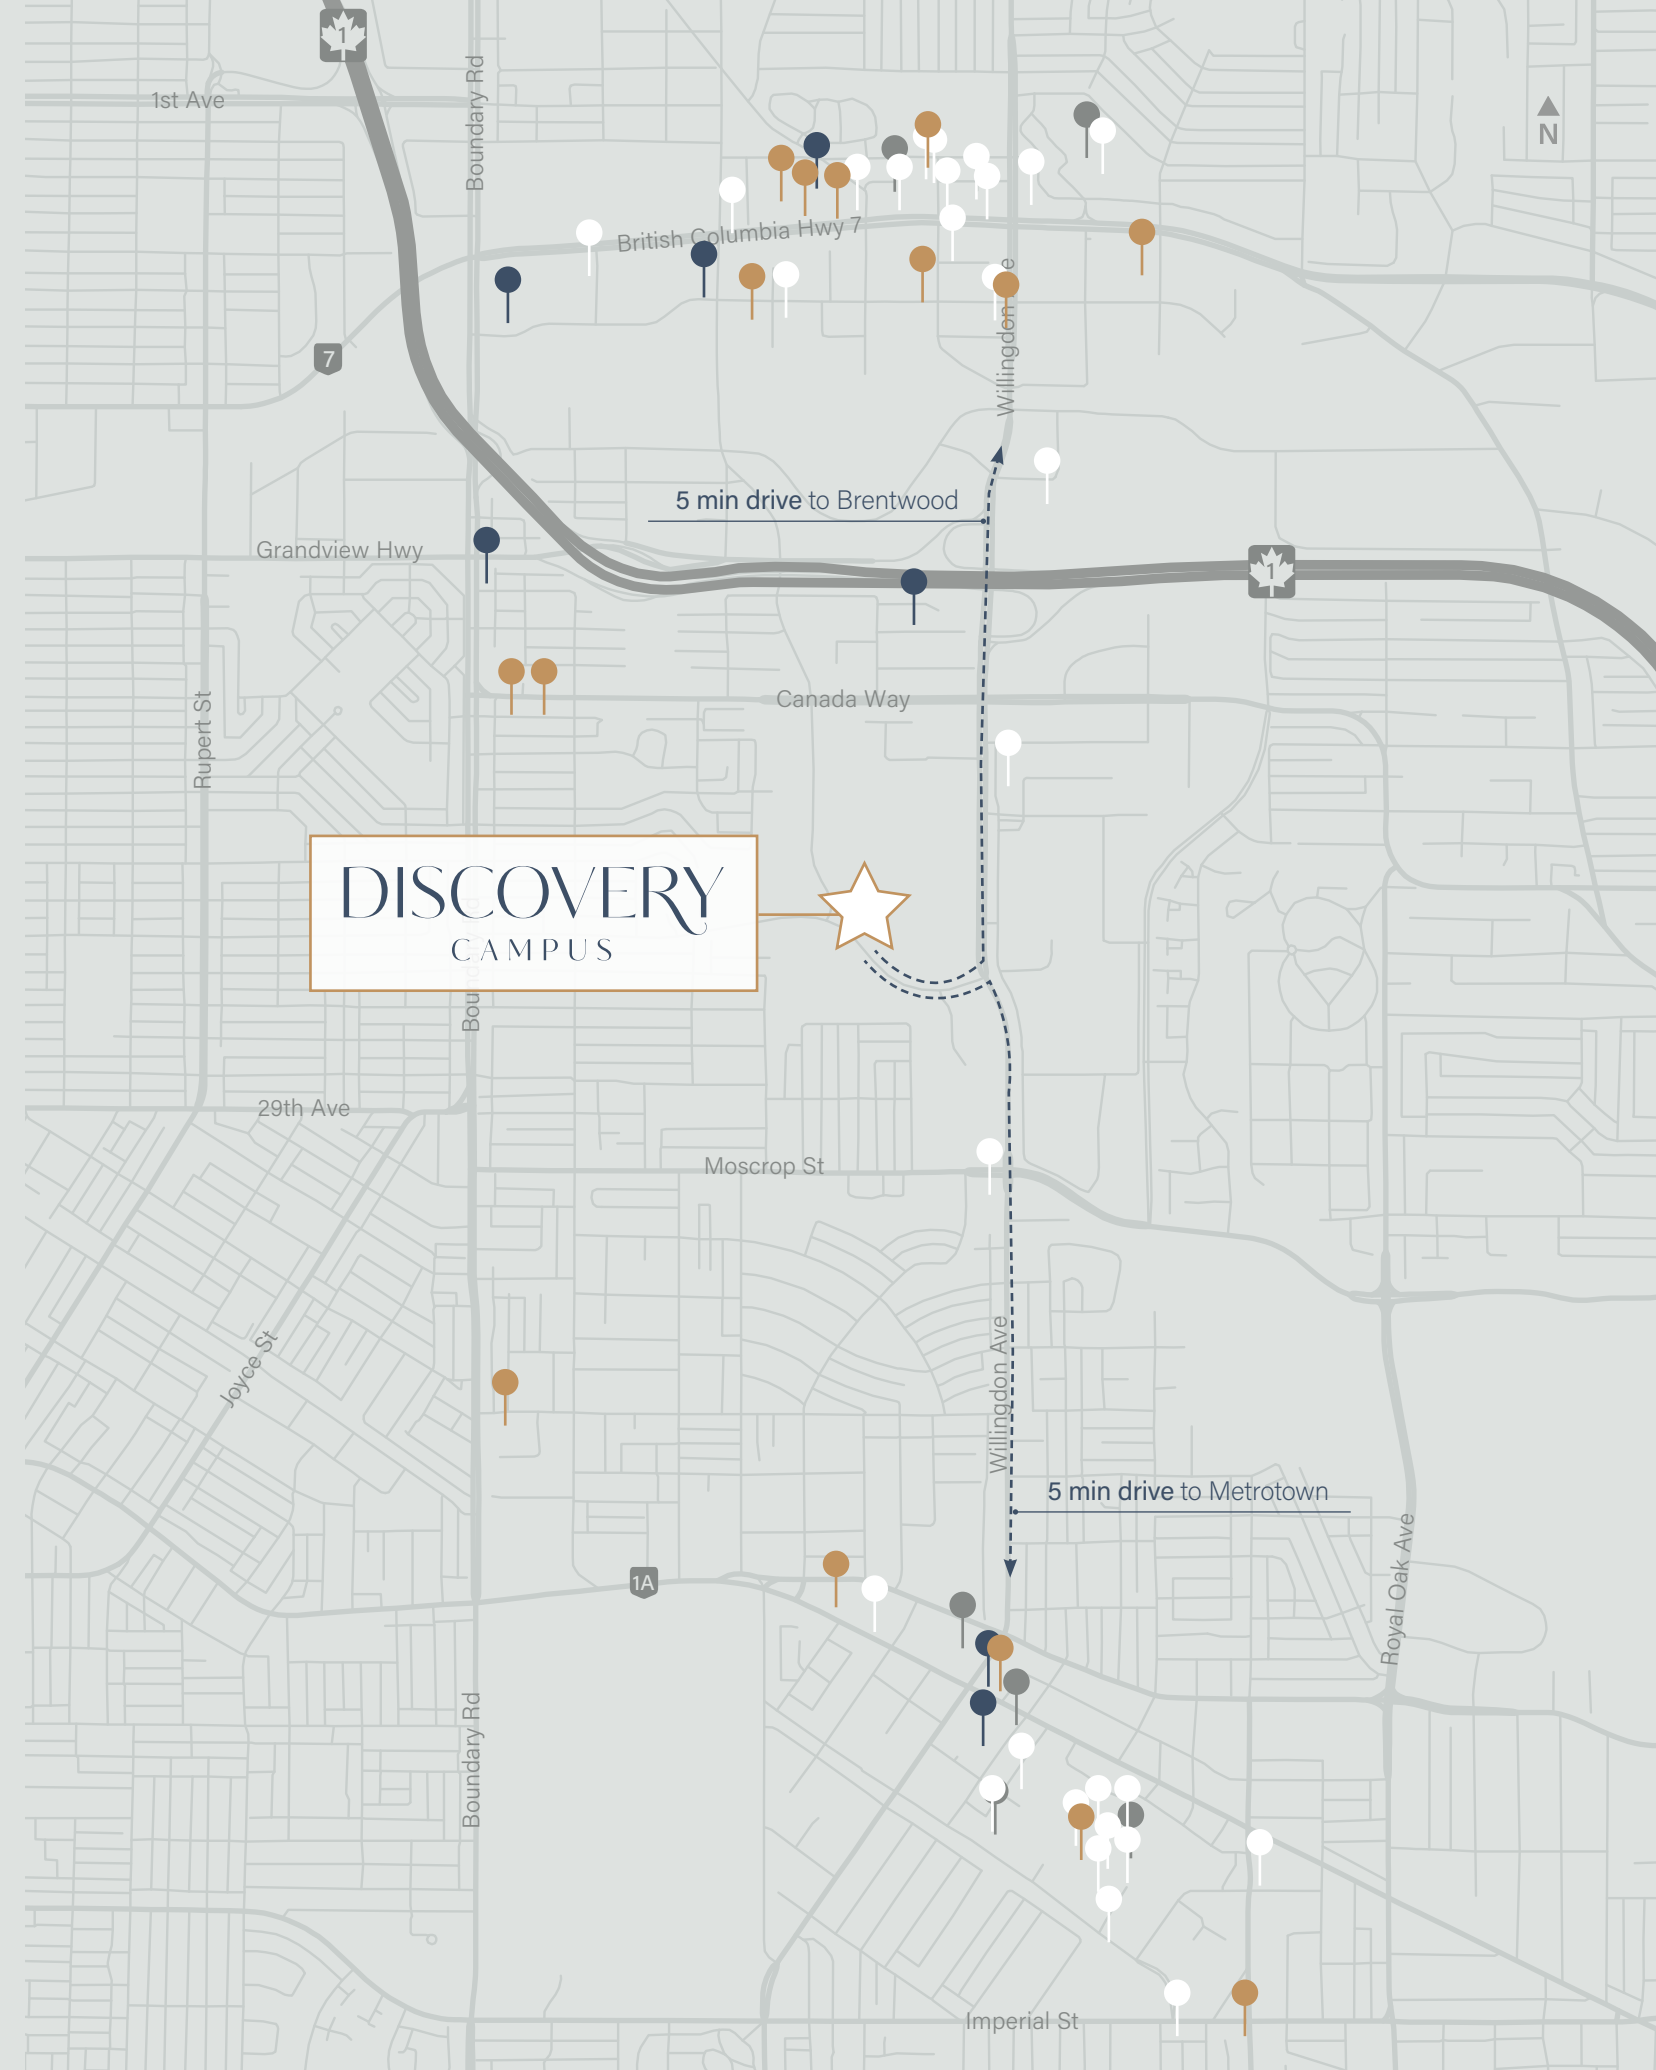 1
Boundary Rd
1st Ave
N
British Columbia Hwy 7
Willingdon
7
5 min drive to Brentwood
Grandview Hwy
1
Canada Way
Rupert St
DISCOVERY
CAMPUS
29th Ave
Moscrop St
Joyce St
Willingdon Ave
5 min drive to Metrotown
1A
Royal Oak Ave
Boundary Rd
Imperial St